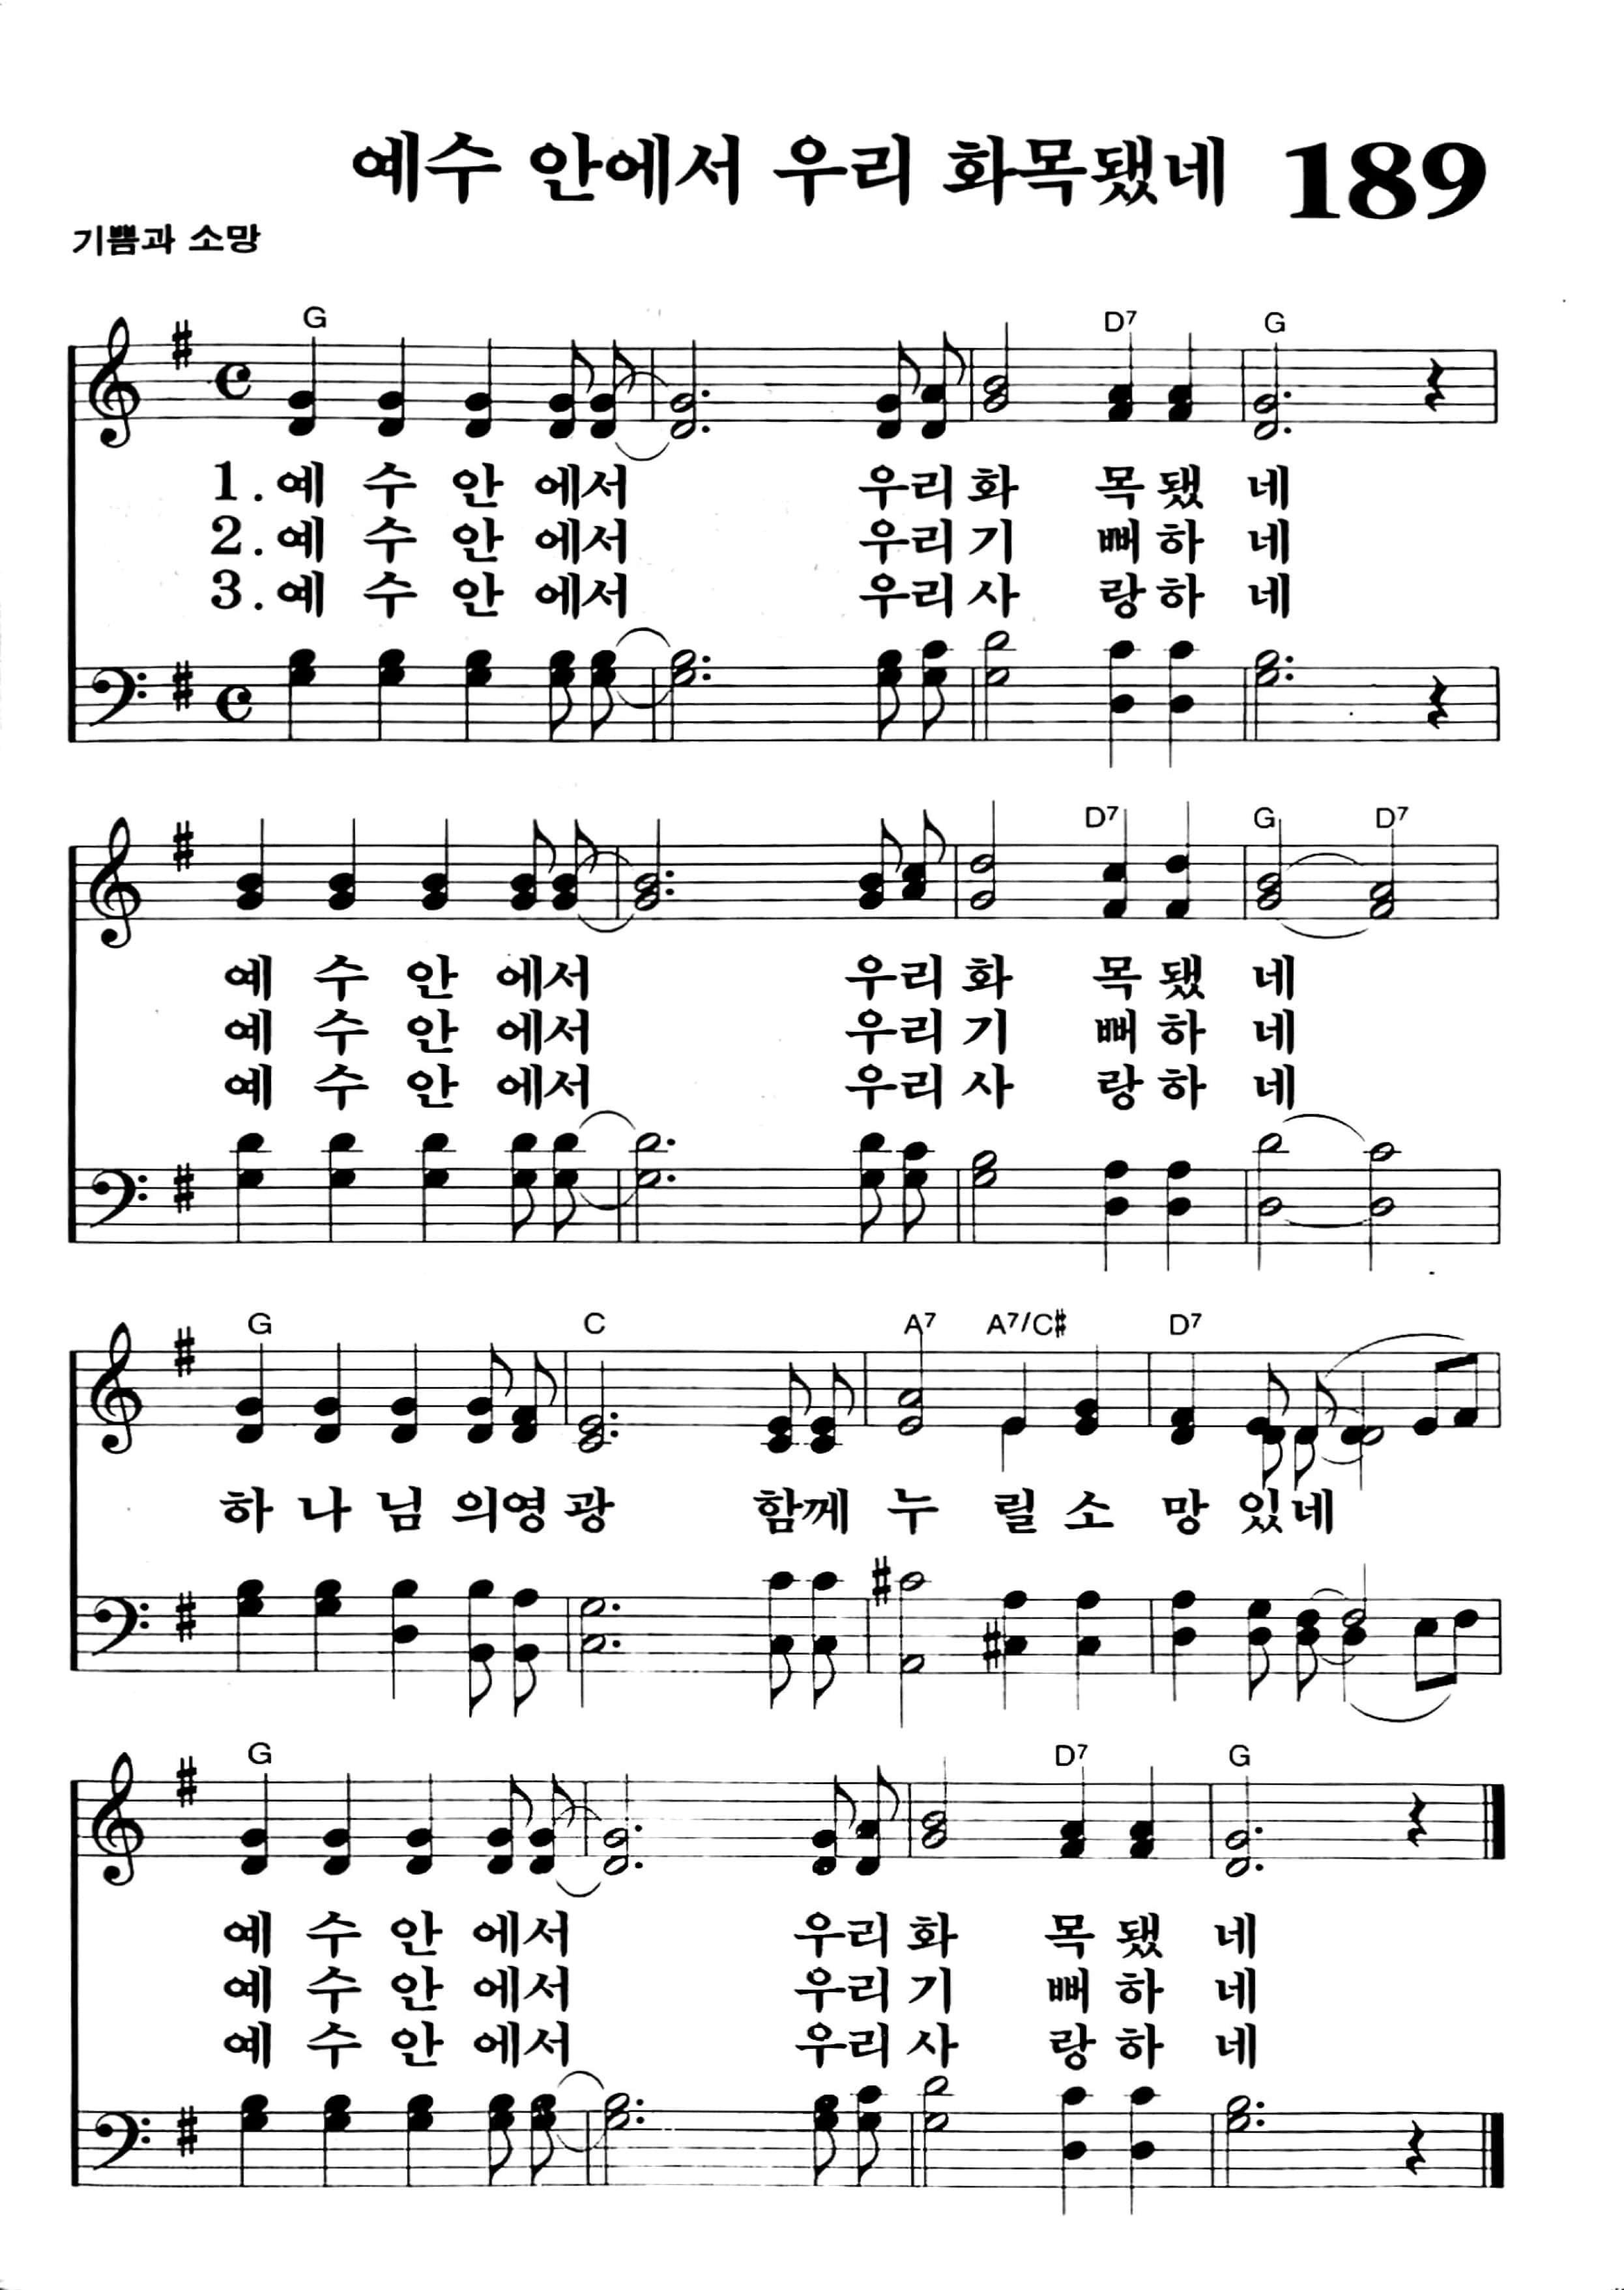 예수 안에서 우리 화목됐네 189
기쁨과 소망
G D7 G
1. 예 수 안 에서 우리 화 목 됐 네
2. 예 수 안 에서 우리 기 뻐 하 네
3. 예 수 안 에서 우리 사 랑 하 네
D7 G D7
예 수 안 에서 우리 화 목 됐 네
예 수 안 에서 우리 기 뻐 하 네
예 수 안 에서 우리 사 랑 하 네
G C A7 A7/C# D7
하 나 님 의영 광 함께 누 릴 소 망 있네
G D7 G
예 수 안 에서 우리 화 목 됐 네
예 수 안 에서 우리 기 뻐 하 네
예 수 안 에서 우리 사 랑 하 네